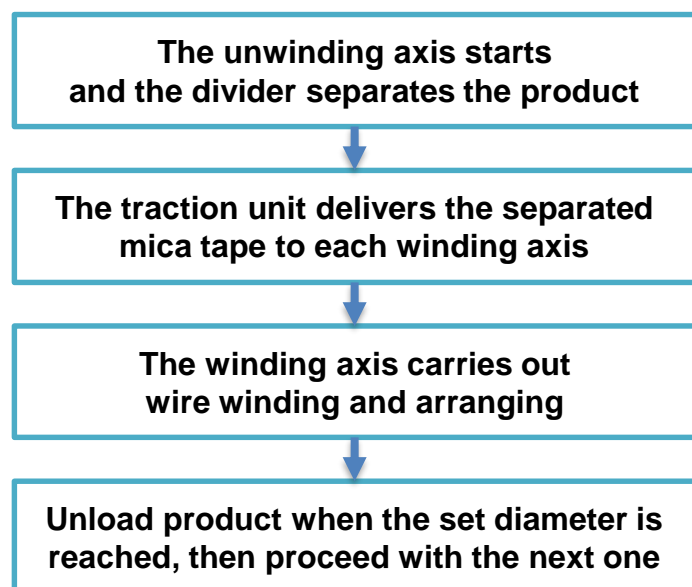 The unwinding axis starts
and the divider separates the product
The traction unit delivers the separated
mica tape to each winding axis
The winding axis carries out
wire winding and arranging
Unload product when the set diameter is
reached, then proceed with the next one